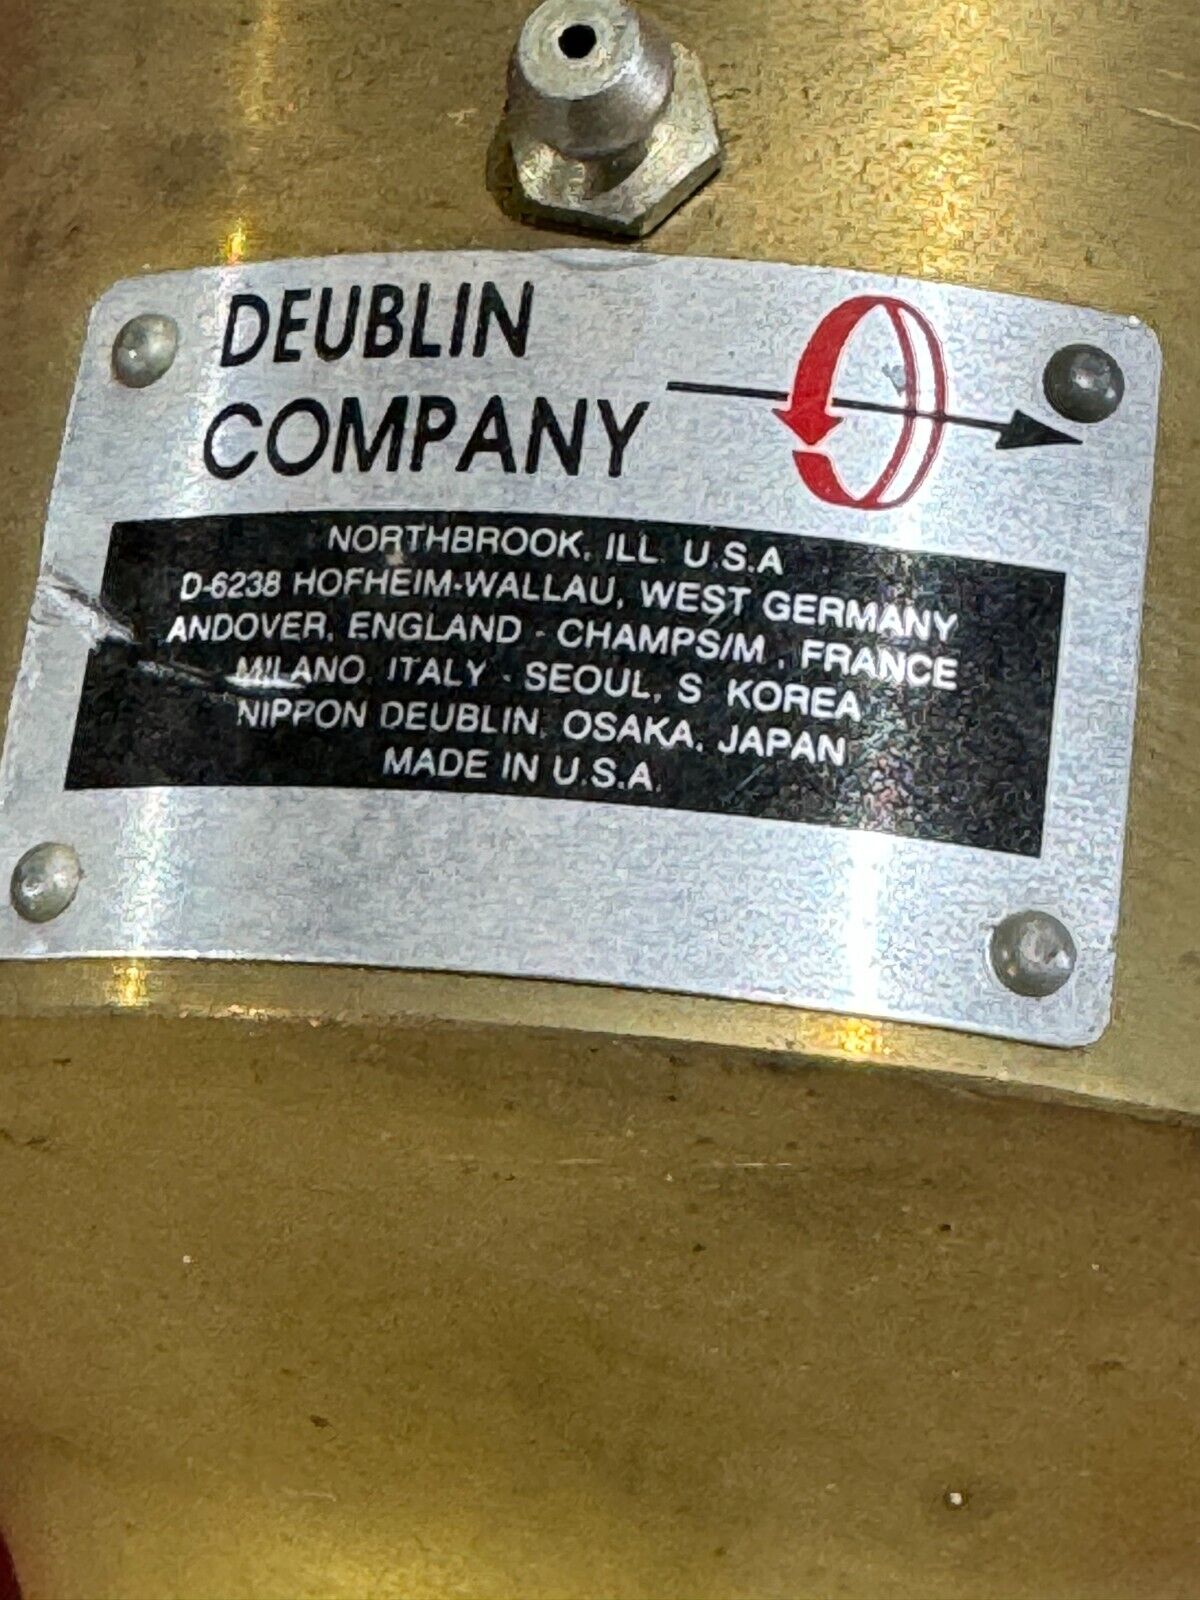 DEUBLIN
COMPANY
NORTHBROOK, ILL. U.S.A
D-6238 HOFHEIM-WALLAU, WEST GERMANY
ANDOVER, ENGLAND - CHAMPS/M., FRANCE
MILANO, ITALY - SEOUL, S KOREA
NIPPON DEUBLIN, OSAKA, JAPAN
MADE IN U.S.A.